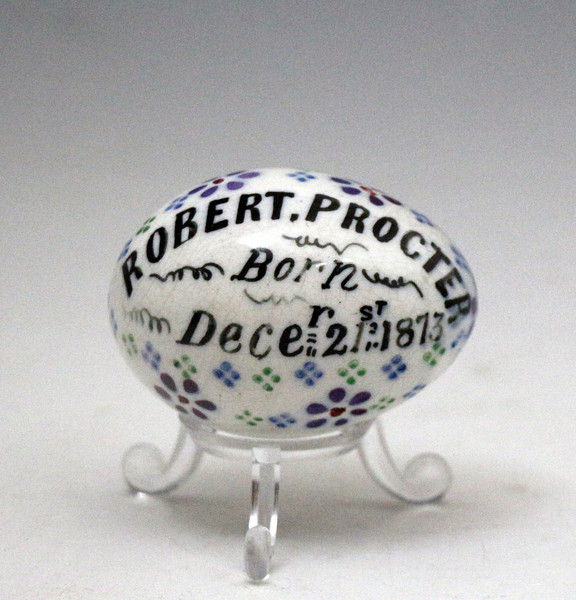 ROBERT. PROCTER
Born
Decer. 21st. 1873